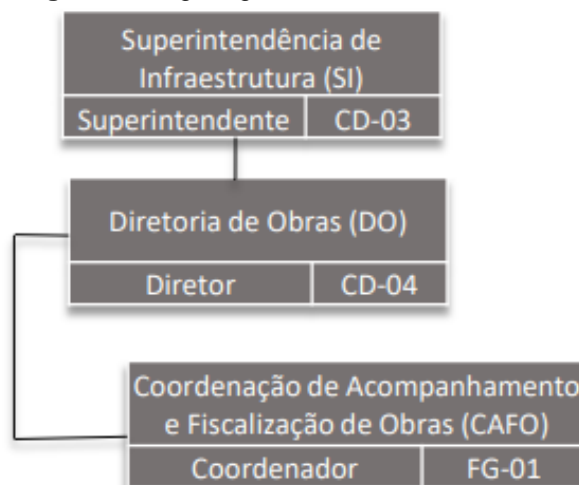 Superintendência de
Infraestrutura (SI)
Superintendente CD-03
Diretoria de Obras (DO)
Diretor CD-04
Coordenação de Acompanhamento
e Fiscalização de Obras (CAFO)
Coordenador FG-01